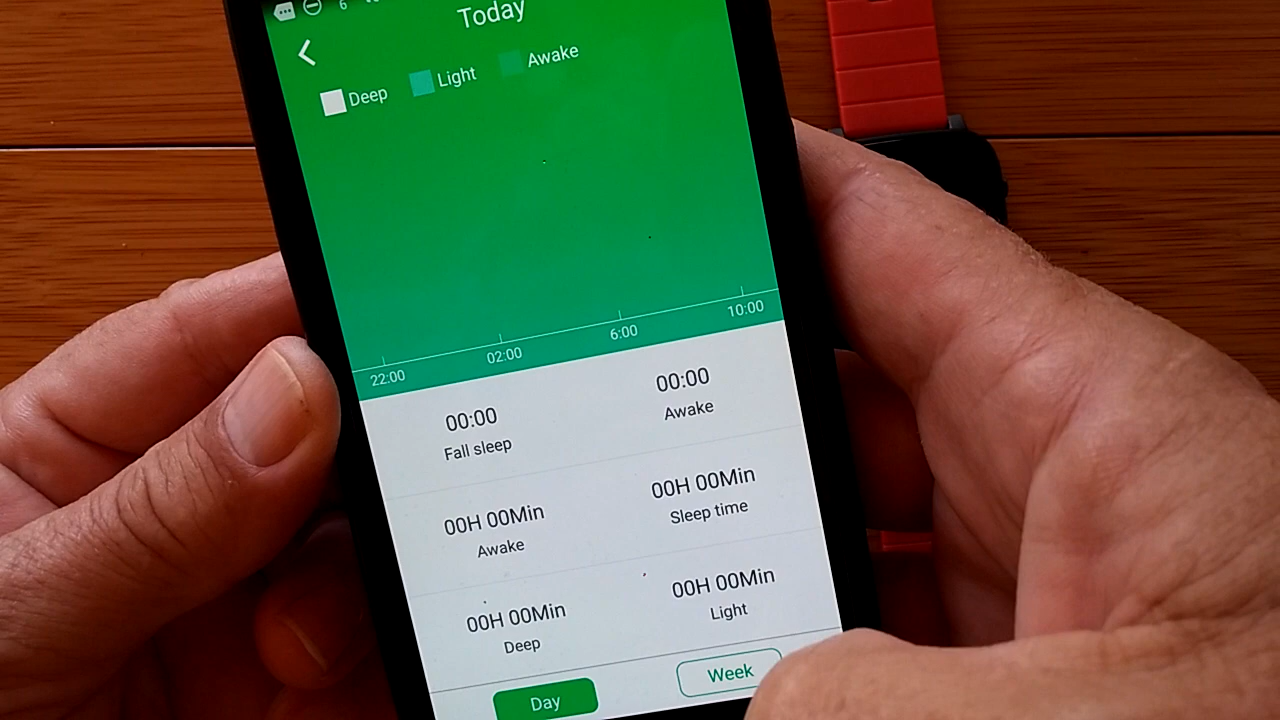 6
Today
Deep Light Awake
22:00 02:00 6:00 10:00
00:00 00:00
Fall sleep Awake
00H 00Min 00H 00Min
Awake Sleep time
00H 00Min 00H 00Min
Deep Light
Day Week